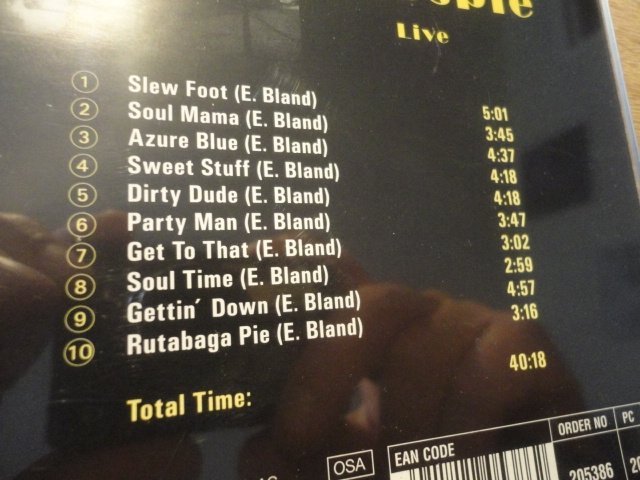 Live
1 Slew Foot (E. Bland) 5:01
2 Soul Mama (E. Bland) 3:45
3 Azure Blue (E. Bland) 4:37
4 Sweet Stuff (E. Bland) 4:18
5 Dirty Dude (E. Bland) 4:18
6 Party Man (E. Bland) 3:47
7 Get To That (E. Bland) 3:02
8 Soul Time (E. Bland) 2:59
9 Gettin´ Down (E. Bland) 4:57
10 Rutabaga Pie (E. Bland) 3:16
Total Time: 40:18
OSA EAN CODE ORDER NO PC
205386